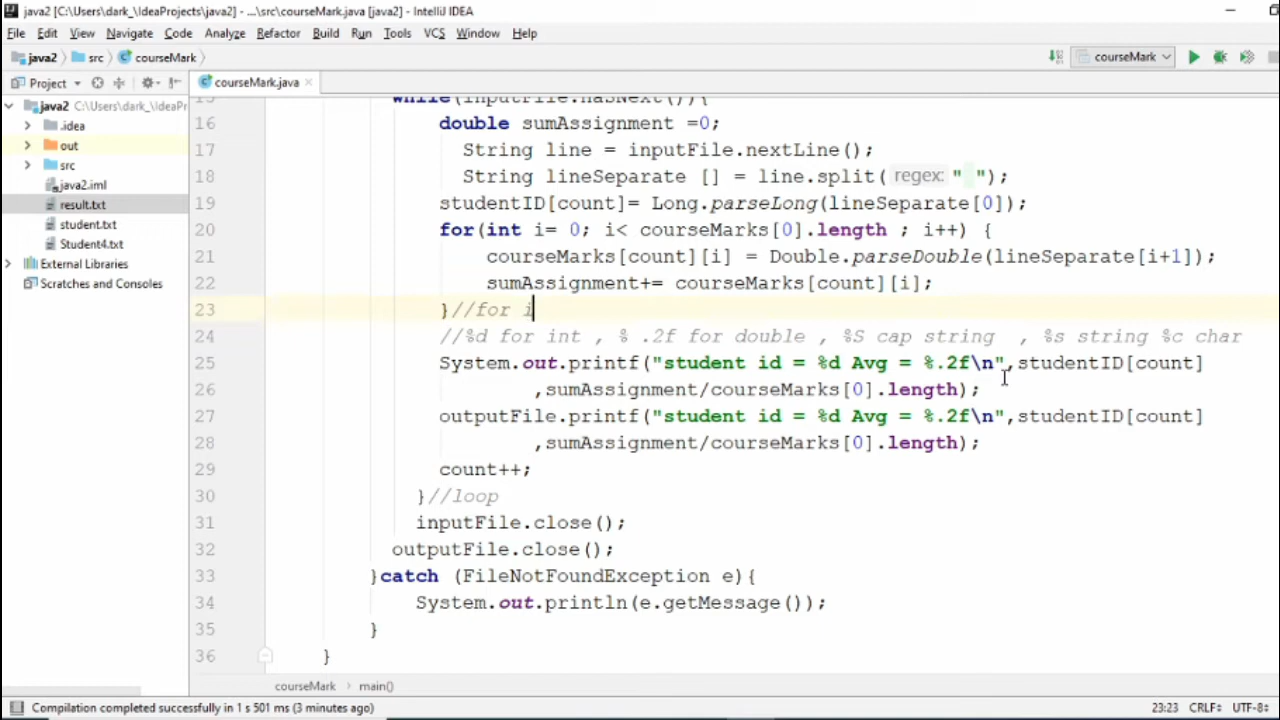 java2 [C:\Users\dark_\IdeaProjects\java2] - ...\src\courseMark.java [java2] - IntelliJ IDEA
File Edit View Navigate Code Analyze Refactor Build Run Tools VCS Window Help
java2 src courseMark courseMark
Project courseMark.java
java2 C:\Users\dark_\IdeaPr
.idea
out
src
java2.iml
result.txt
student.txt
Student4.txt
External Libraries
Scratches and Consoles
15 while(inputFile.hasNext()){
16 double sumAssignment =0;
17 String line = inputFile.nextLine();
18 String lineSeparate [] = line.split( regex: " ");
19 studentID[count]= Long.parseLong(lineSeparate[0]);
20 for(int i= 0; i< courseMarks[0].length ; i++) {
21 courseMarks[count][i] = Double.parseDouble(lineSeparate[i+1]);
22 sumAssignment+= courseMarks[count][i];
23 }//for i
24 //%d for int , % .2f for double , %S cap string , %s string %c char
25 System.out.printf("student id = %d Avg = %.2f\n",studentID[count]
26 ,sumAssignment/courseMarks[0].length);
27 outputFile.printf("student id = %d Avg = %.2f\n",studentID[count]
28 ,sumAssignment/courseMarks[0].length);
29 count++;
30 }//loop
31 inputFile.close();
32 outputFile.close();
33 }catch (FileNotFoundException e){
34 System.out.println(e.getMessage());
35 }
36 }
courseMark main()
Compilation completed successfully in 1 s 501 ms (3 minutes ago) 23:23 CRLF UTF-8